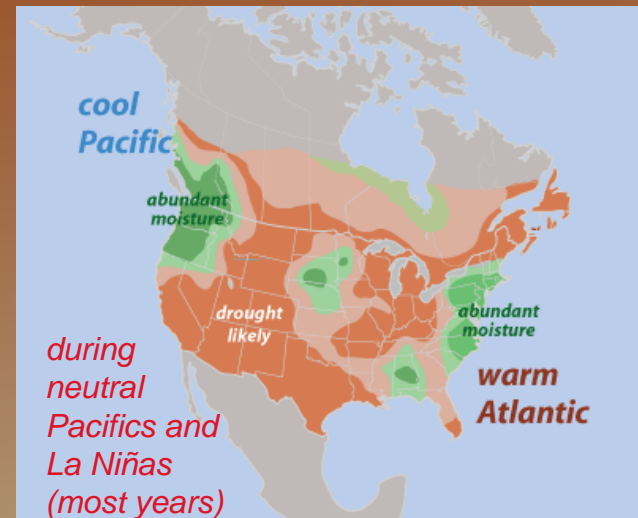 cool
Pacific
abundant
moisture
drought
likely
abundant
moisture
warm
Atlantic
during
neutral
Pacifics and
La Niñas
(most years)